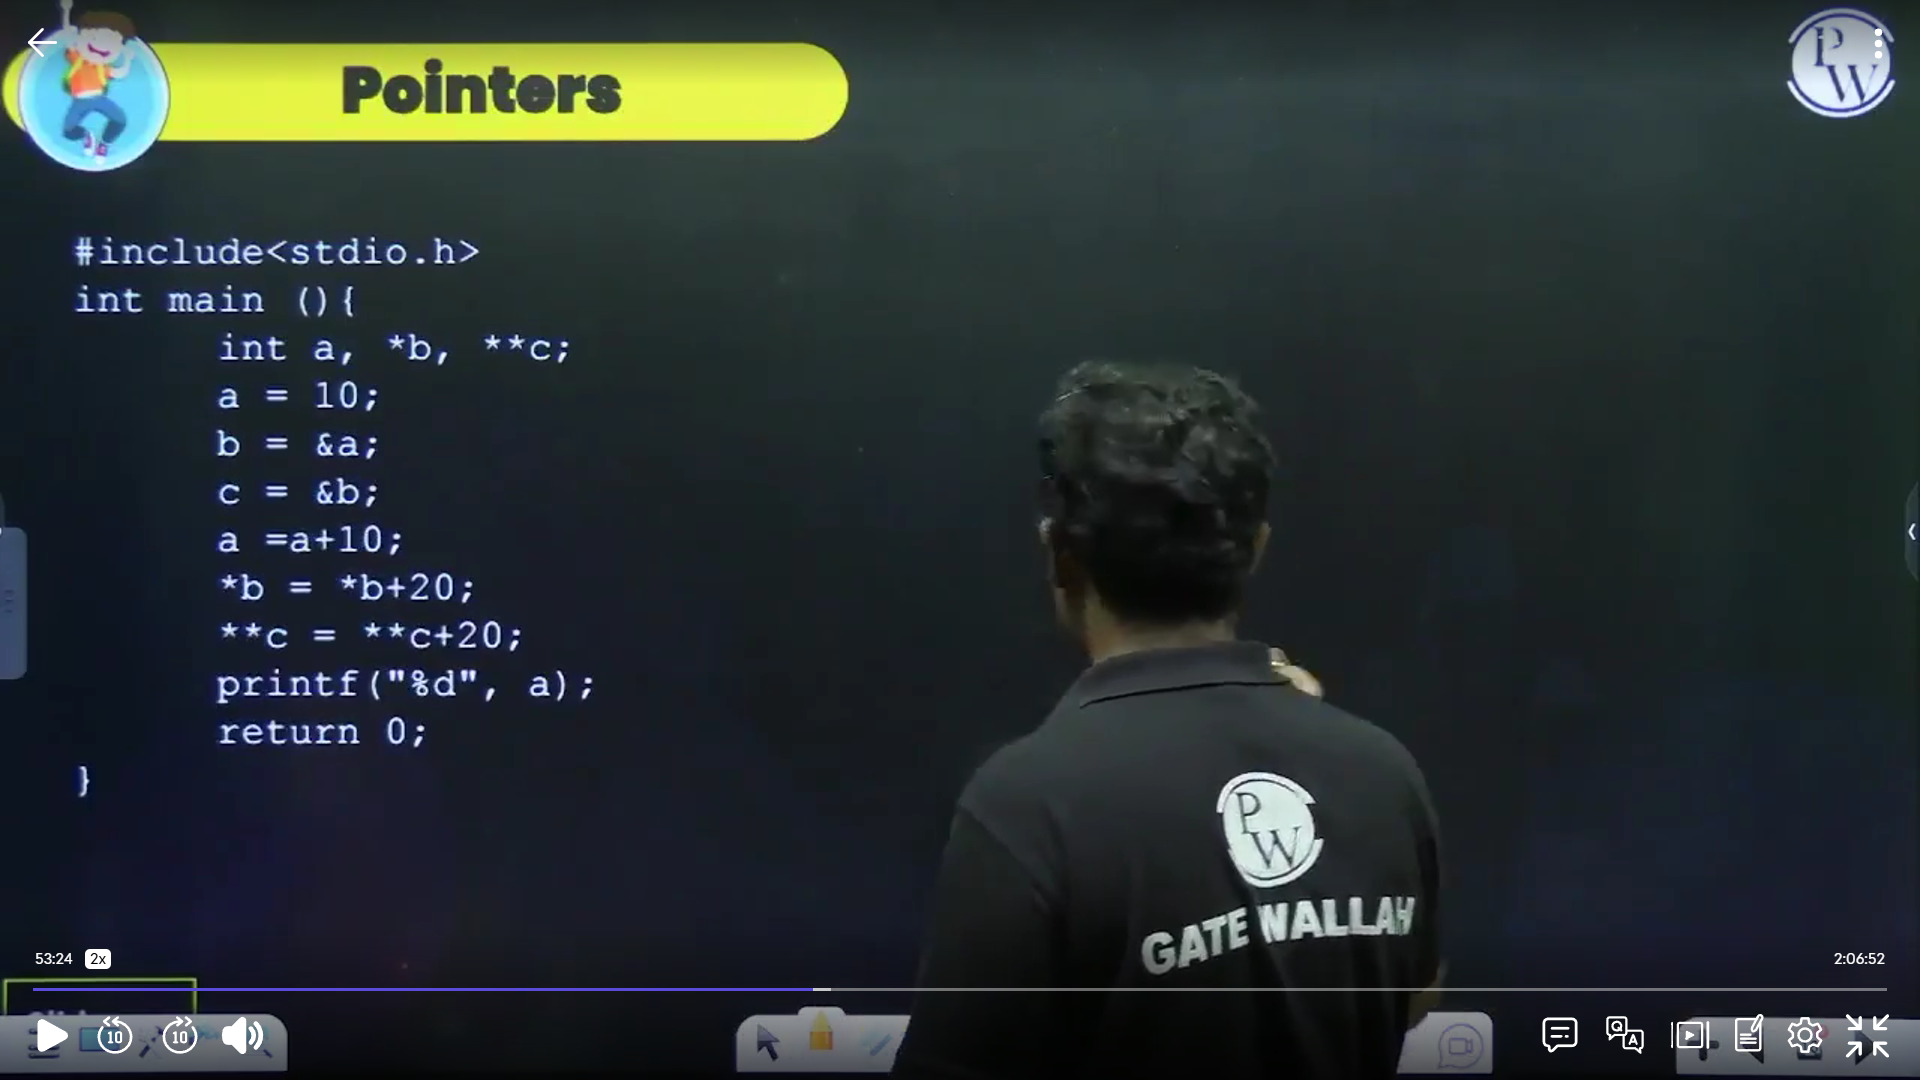 Pointers
PW
#include<stdio.h>
int main (){
int a, *b, **c;
a = 10;
b = &a;
c = &b;
a =a+10;
*b = *b+20;
**c = **c+20;
printf("%d", a);
return 0;
}
PW
GATE WALLAH
53:24 2x
2:06:52
10 10